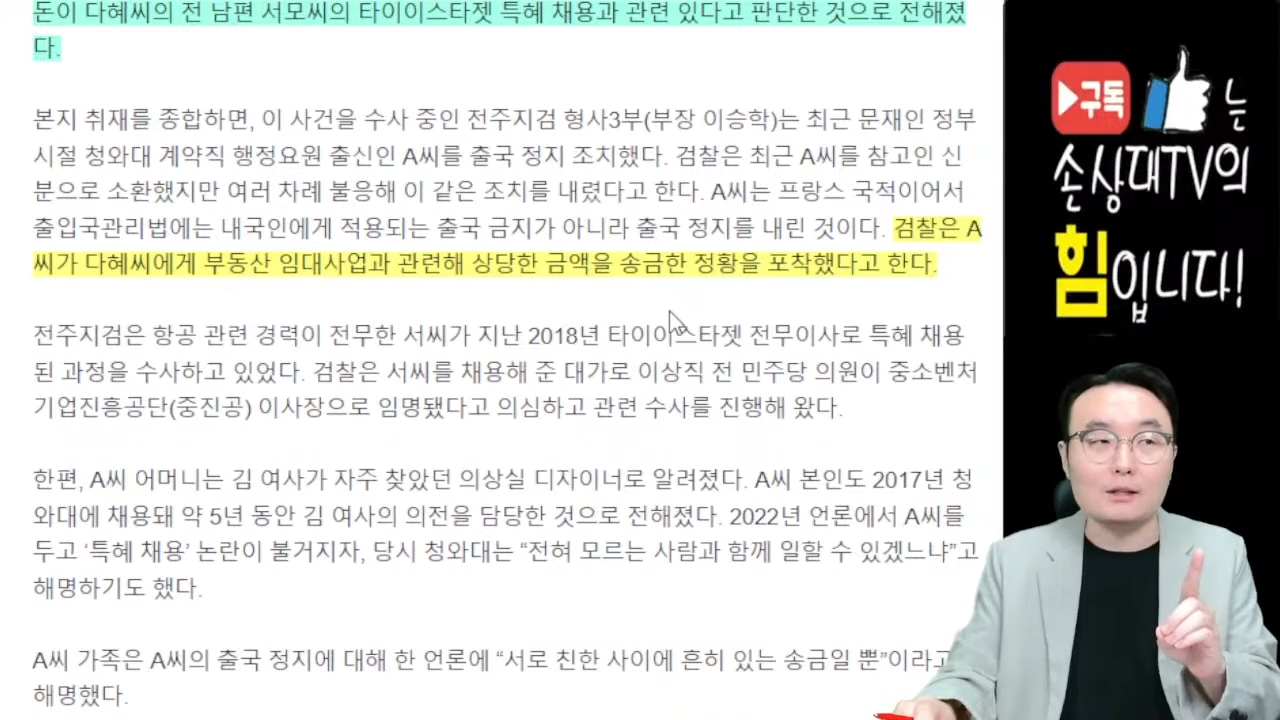 돈이 다혜씨의 전 남편 서모씨의 타이이스타젯 특혜 채용과 관련 있다고 판단한 것으로 전해졌
다.
본지 취재를 종합하면, 이 사건을 수사 중인 전주지검 형사3부(부장 이승학)는 최근 문재인 정부
시절 청와대 계약직 행정요원 출신인 A씨를 출국 정지 조치했다. 검찰은 최근 A씨를 참고인 신
분으로 소환했지만 여러 차례 불응해 이 같은 조치를 내렸다고 한다. A씨는 프랑스 국적이어서
출입국관리법에는 내국인에게 적용되는 출국 금지가 아니라 출국 정지를 내린 것이다. 검찰은 A
씨가 다혜씨에게 부동산 임대사업과 관련해 상당한 금액을 송금한 정황을 포착했다고 한다.
전주지검은 항공 관련 경력이 전무한 서씨가 지난 2018년 타이이스타젯 전무이사로 특혜 채용
된 과정을 수사하고 있었다. 검찰은 서씨를 채용해 준 대가로 이상직 전 민주당 의원이 중소벤처
기업진흥공단(중진공) 이사장으로 임명됐다고 의심하고 관련 수사를 진행해 왔다.
한편, A씨 어머니는 김 여사가 자주 찾았던 의상실 디자이너로 알려졌다. A씨 본인도 2017년 청
와대에 채용돼 약 5년 동안 김 여사의 의전을 담당한 것으로 전해졌다. 2022년 언론에서 A씨를
두고 ‘특혜 채용’ 논란이 불거지자, 당시 청와대는 “전혀 모르는 사람과 함께 일할 수 있겠느냐”고
해명하기도 했다.
A씨 가족은 A씨의 출국 정지에 대해 한 언론에 “서로 친한 사이에 흔히 있는 송금일 뿐”이라고
해명했다.
구독 는
손상대TV의
힘입니다!